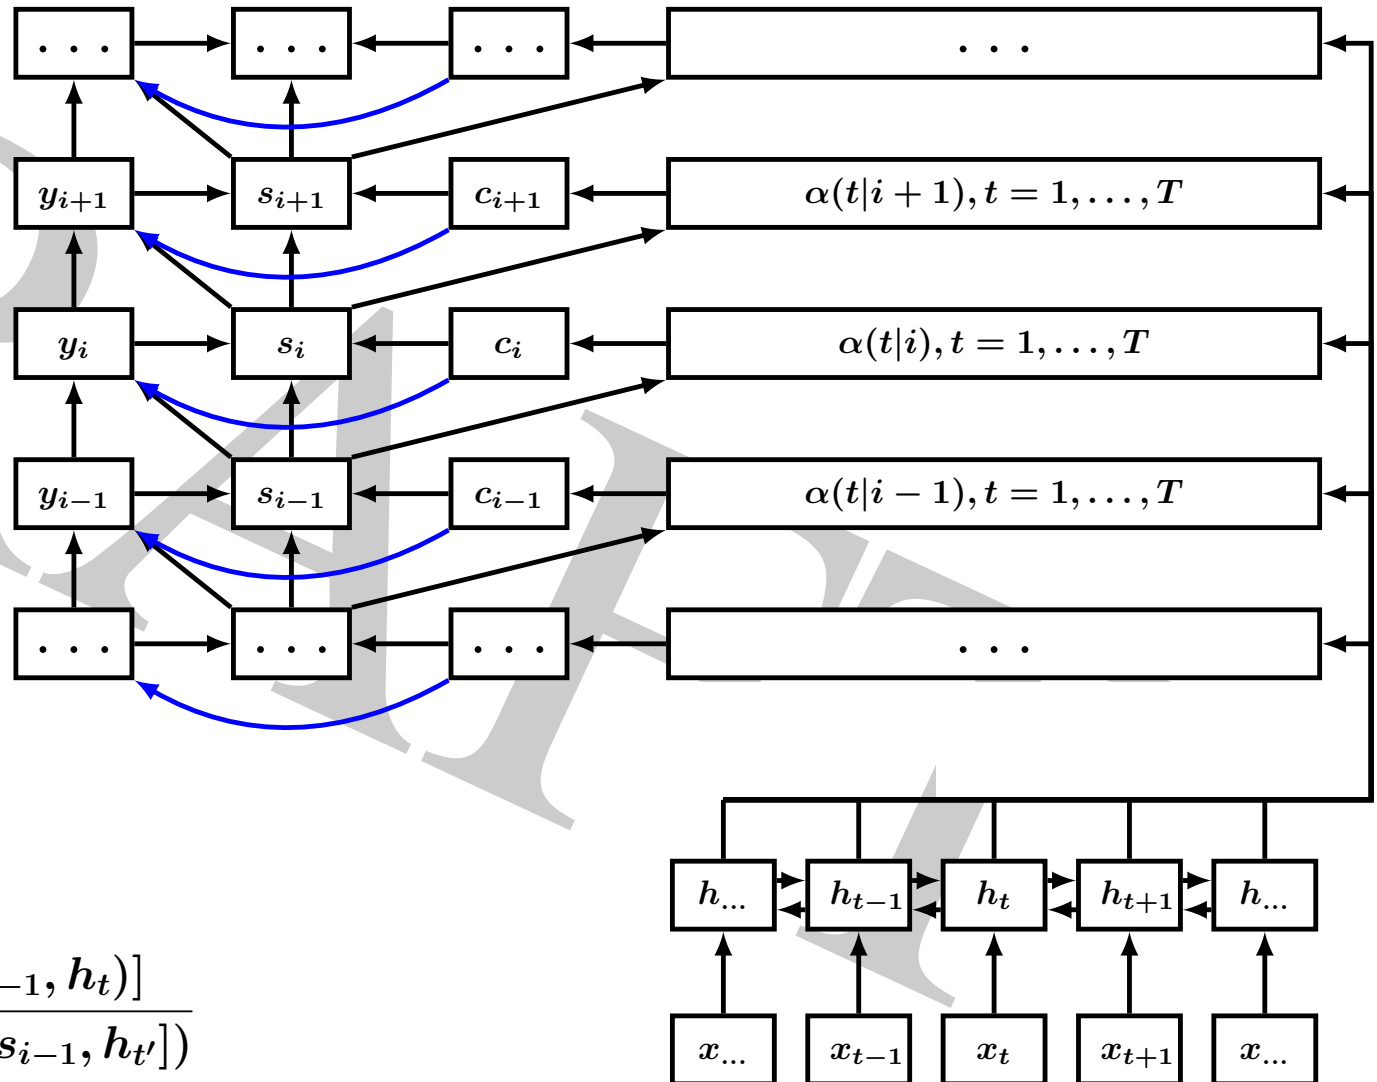 . . . . . . . . . . . .
y_{i+1} s_{i+1} c_{i+1} α(t|i + 1), t = 1, . . . , T
y_i s_i c_i α(t|i), t = 1, . . . , T
y_{i−1} s_{i−1} c_{i−1} α(t|i − 1), t = 1, . . . , T
. . . . . . . . . . . .
h_{...} h_{t−1} h_t h_{t+1} h_{...}
−1, h_t)]
s_{i−1}, h_{t′}])
x_{...} x_{t−1} x_t x_{t+1} x_{...}